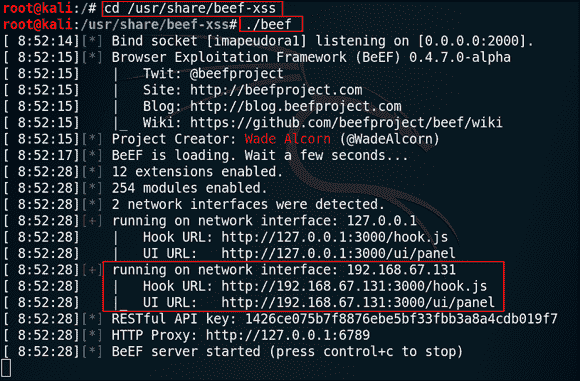 root@kali:/# cd /usr/share/beef-xss
root@kali:/usr/share/beef-xss# ./beef
[ 8:52:14][*] Bind socket [imapeudora1] listening on [0.0.0.0:2000].
[ 8:52:15][*] Browser Exploitation Framework (BeEF) 0.4.7.0-alpha
[ 8:52:15]    |   Twit: @beefproject
[ 8:52:15]    |   Site: http://beefproject.com
[ 8:52:15]    |   Blog: http://blog.beefproject.com
[ 8:52:15]    |_  Wiki: https://github.com/beefproject/beef/wiki
[ 8:52:15][*] Project Creator: Wade Alcorn (@WadeAlcorn)
[ 8:52:17][*] BeEF is loading. Wait a few seconds...
[ 8:52:28][*] 12 extensions enabled.
[ 8:52:28][*] 254 modules enabled.
[ 8:52:28][*] 2 network interfaces were detected.
[ 8:52:28][+] running on network interface: 127.0.0.1
[ 8:52:28]    |   Hook URL: http://127.0.0.1:3000/hook.js
[ 8:52:28]    |_  UI URL:   http://127.0.0.1:3000/ui/panel
[ 8:52:28][+] running on network interface: 192.168.67.131
[ 8:52:28]    |   Hook URL: http://192.168.67.131:3000/hook.js
[ 8:52:28]    |_  UI URL:   http://192.168.67.131:3000/ui/panel
[ 8:52:28][*] RESTful API key: 1426ce075b7f8876ebe5bf33fbb3a8a4cdb019f7
[ 8:52:28][*] HTTP Proxy: http://127.0.0.1:6789
[ 8:52:28][*] BeEF server started (press control+c to stop)